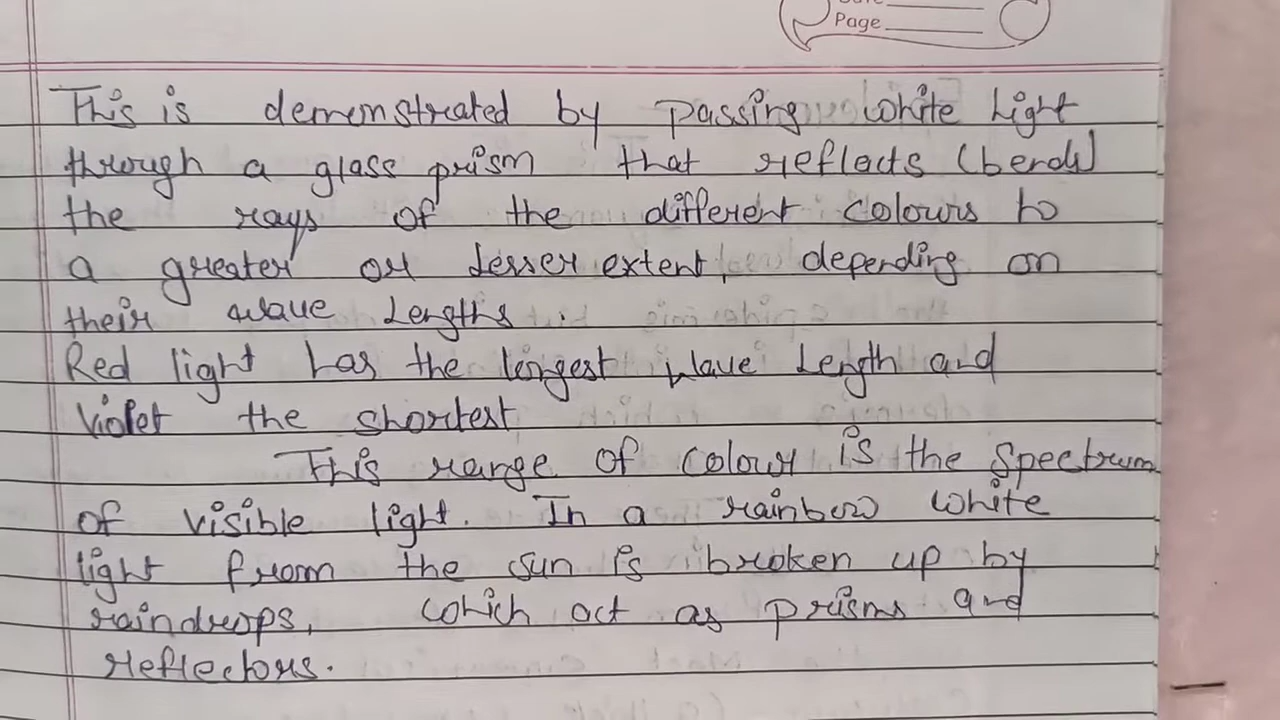 Page
This is demonstrated by passing white light
through a glass prism that reflects (bends)
the rays of the different colours to
a greater or lesser extent, depending on
their wave lengths.
Red light has the longest wave length and
violet the shortest
This range of colour is the spectrum
of visible light. In a rainbow white
light from the sun is broken up by
raindrops, which act as prisms and
reflectors.